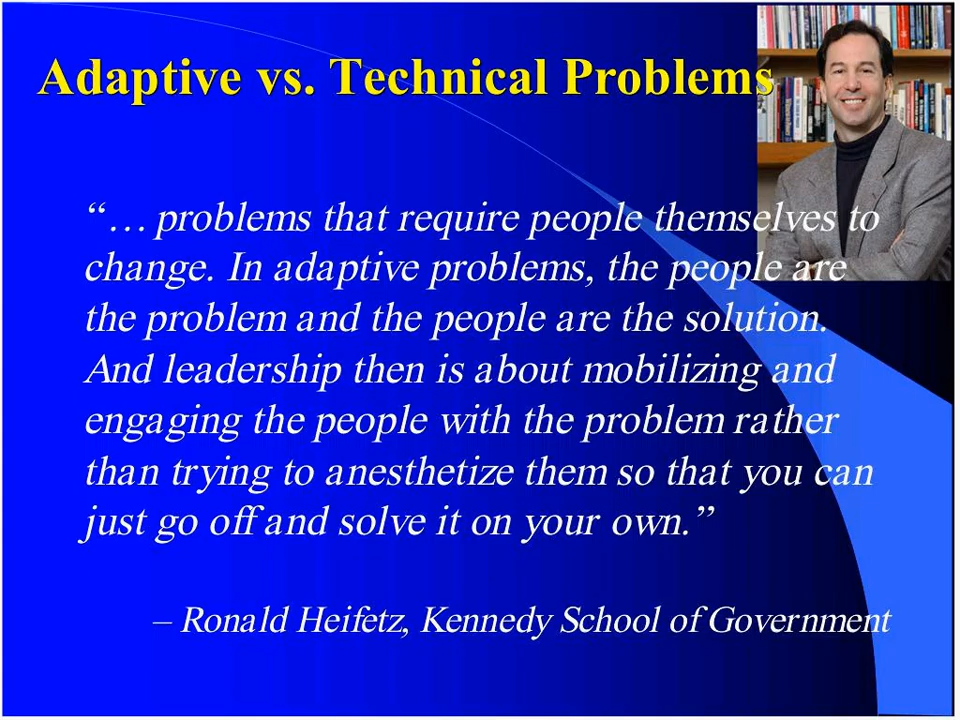 Adaptive vs. Technical Problems
“… problems that require people themselves to
change. In adaptive problems, the people are
the problem and the people are the solution.
And leadership then is about mobilizing and
engaging the people with the problem rather
than trying to anesthetize them so that you can
just go off and solve it on your own.”
– Ronald Heifetz, Kennedy School of Government